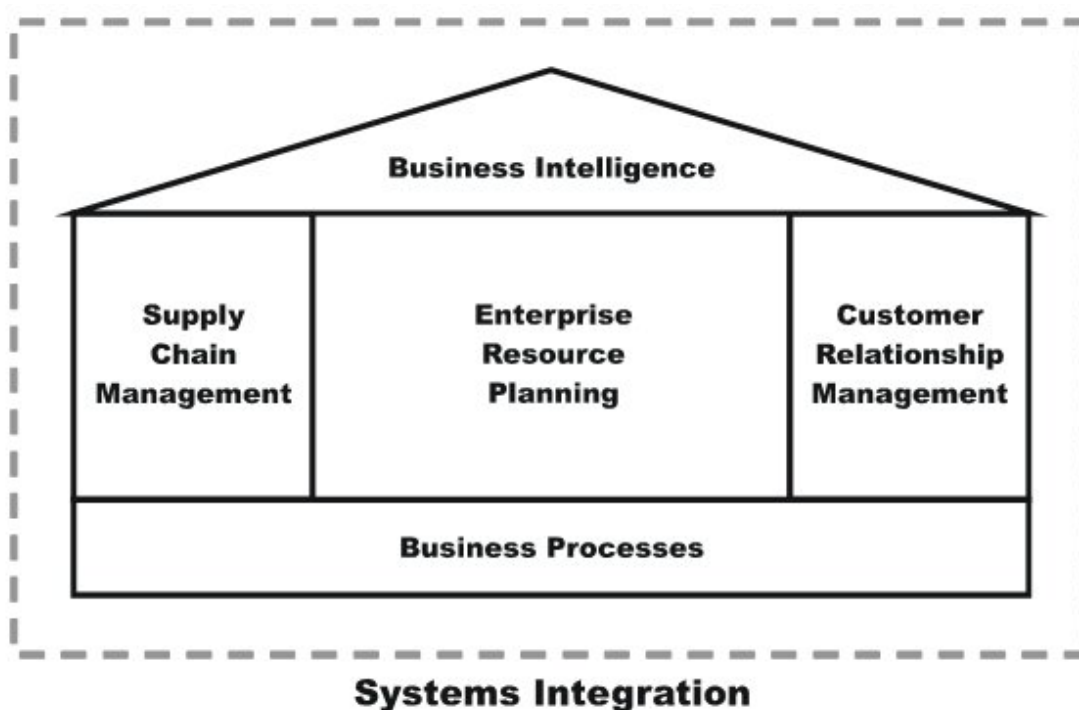 Business Intelligence
Supply
Chain
Management
Enterprise
Resource
Planning
Customer
Relationship
Management
Business Processes
Systems Integration